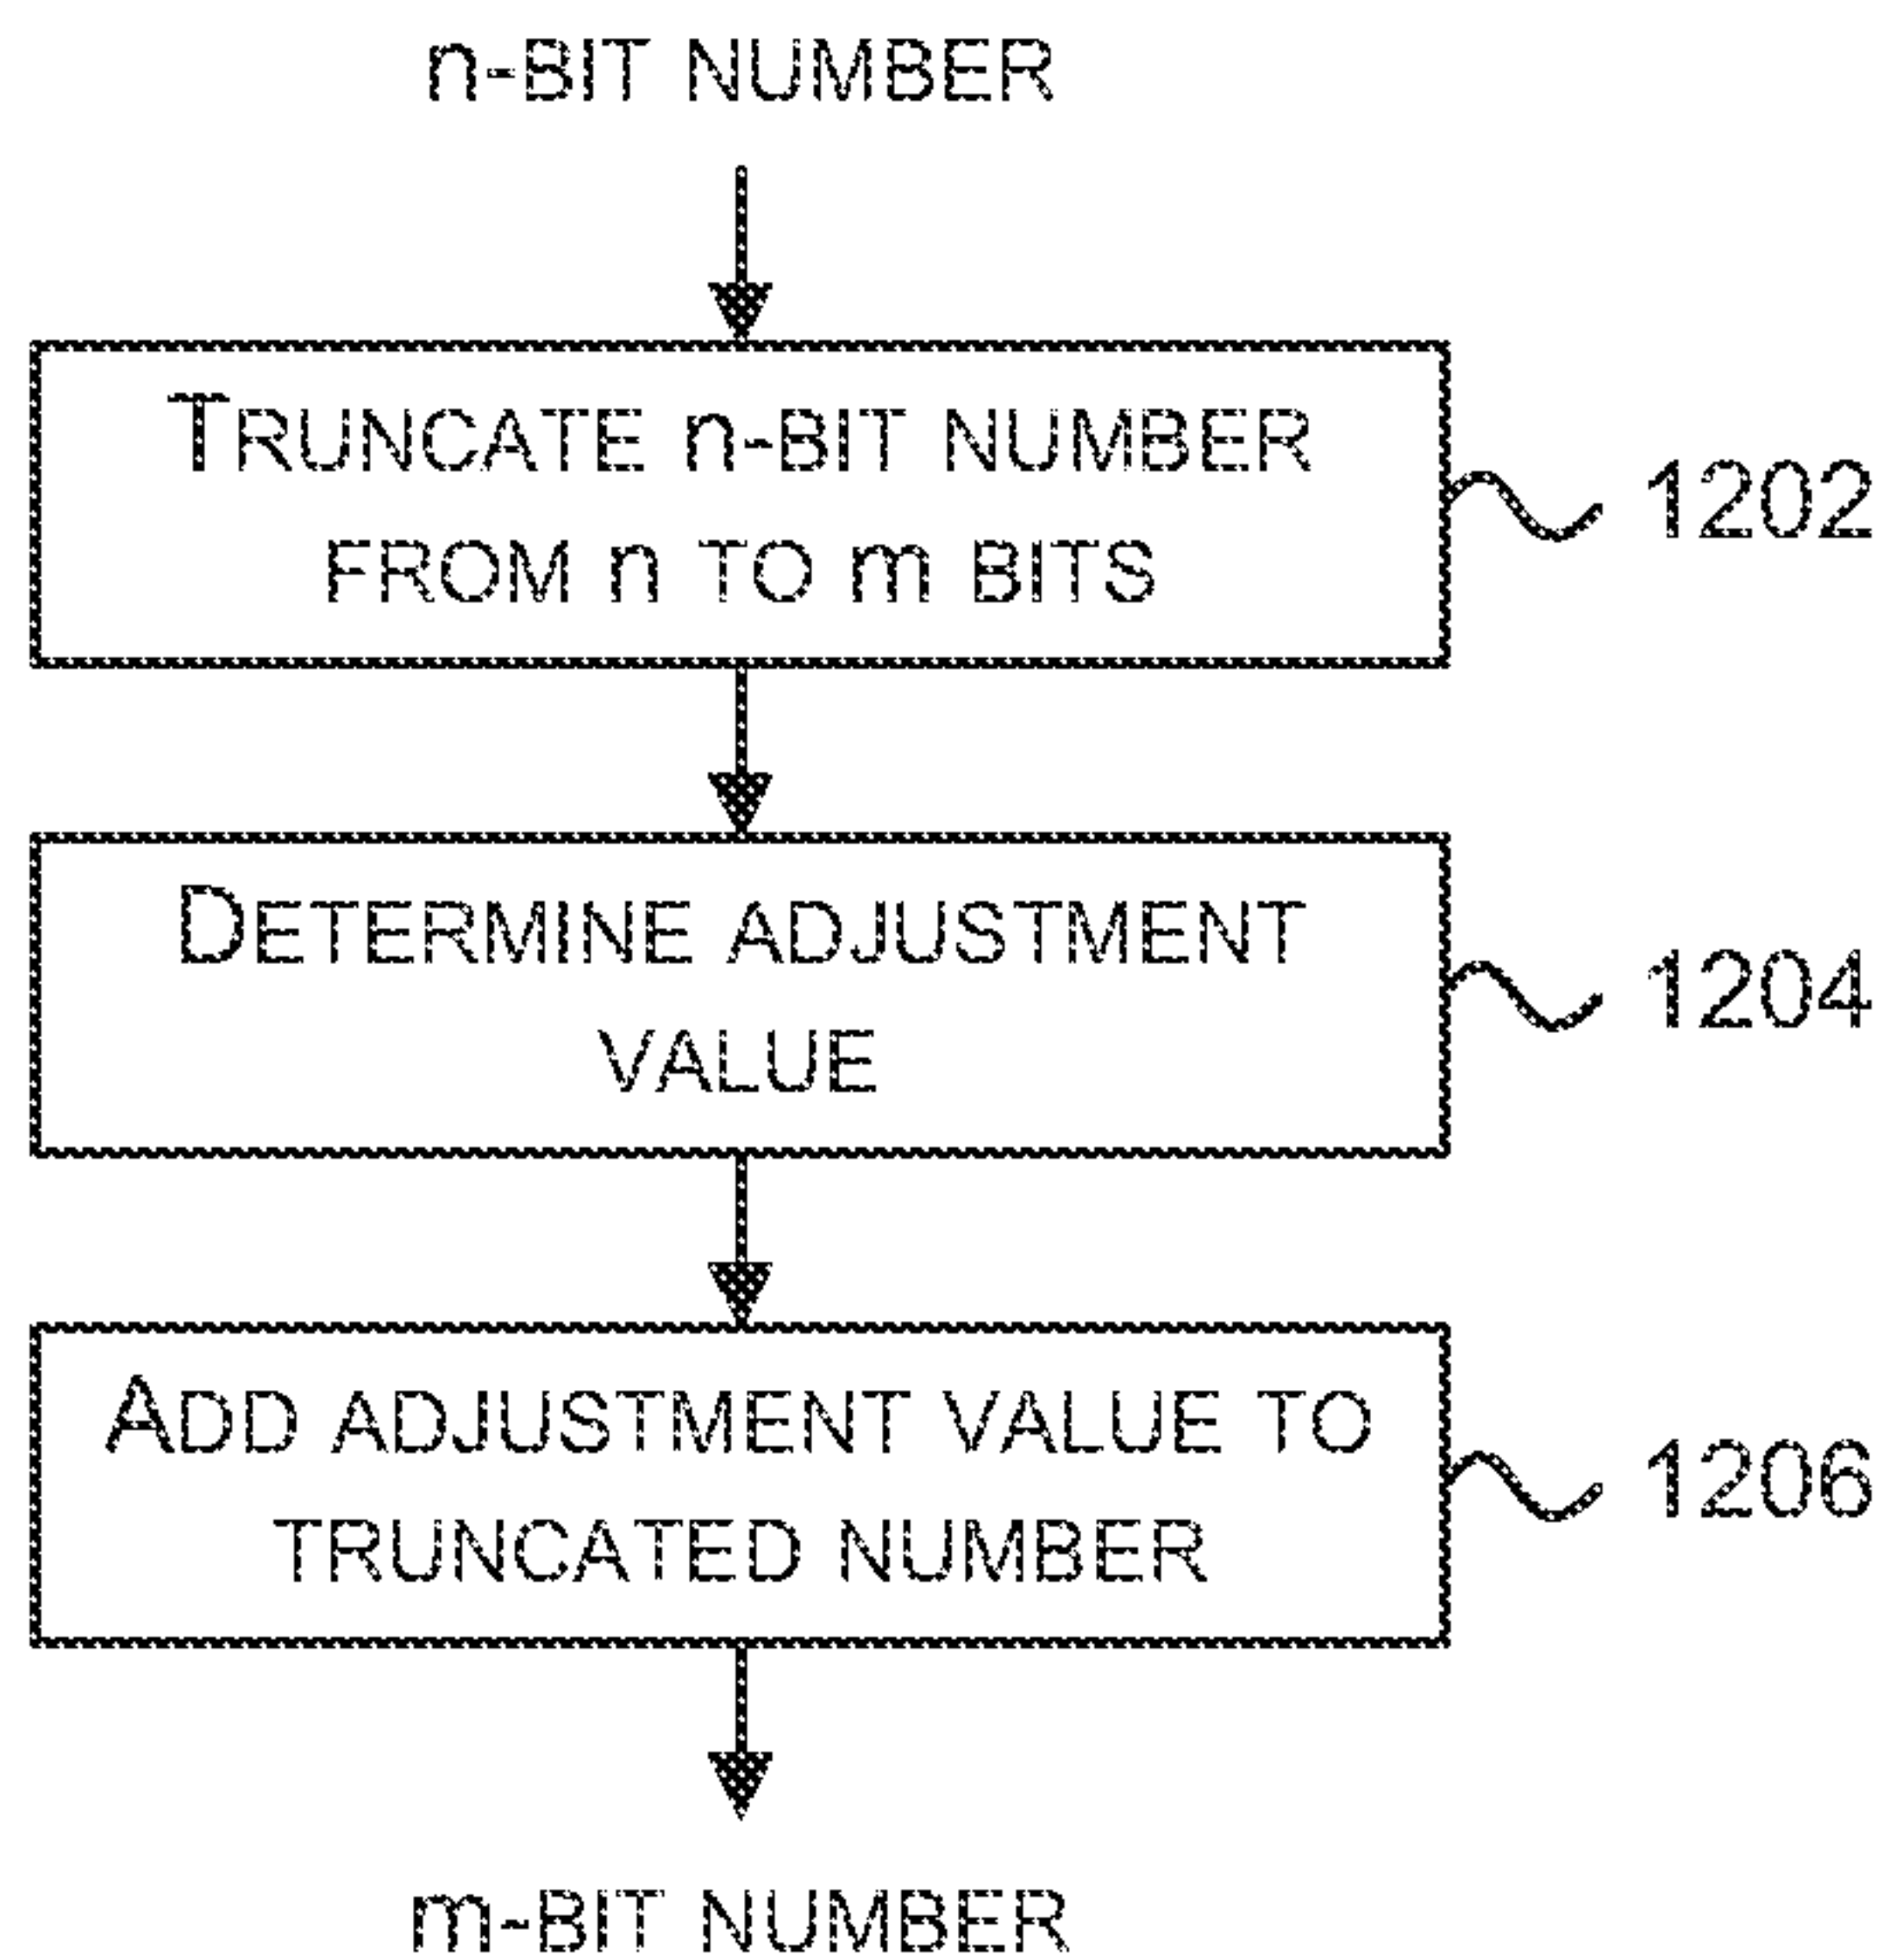 n-BIT NUMBER
TRUNCATE n-BIT NUMBER
FROM n TO m BITS
1202
DETERMINE ADJUSTMENT
VALUE
1204
ADD ADJUSTMENT VALUE TO
TRUNCATED NUMBER
1206
m-BIT NUMBER